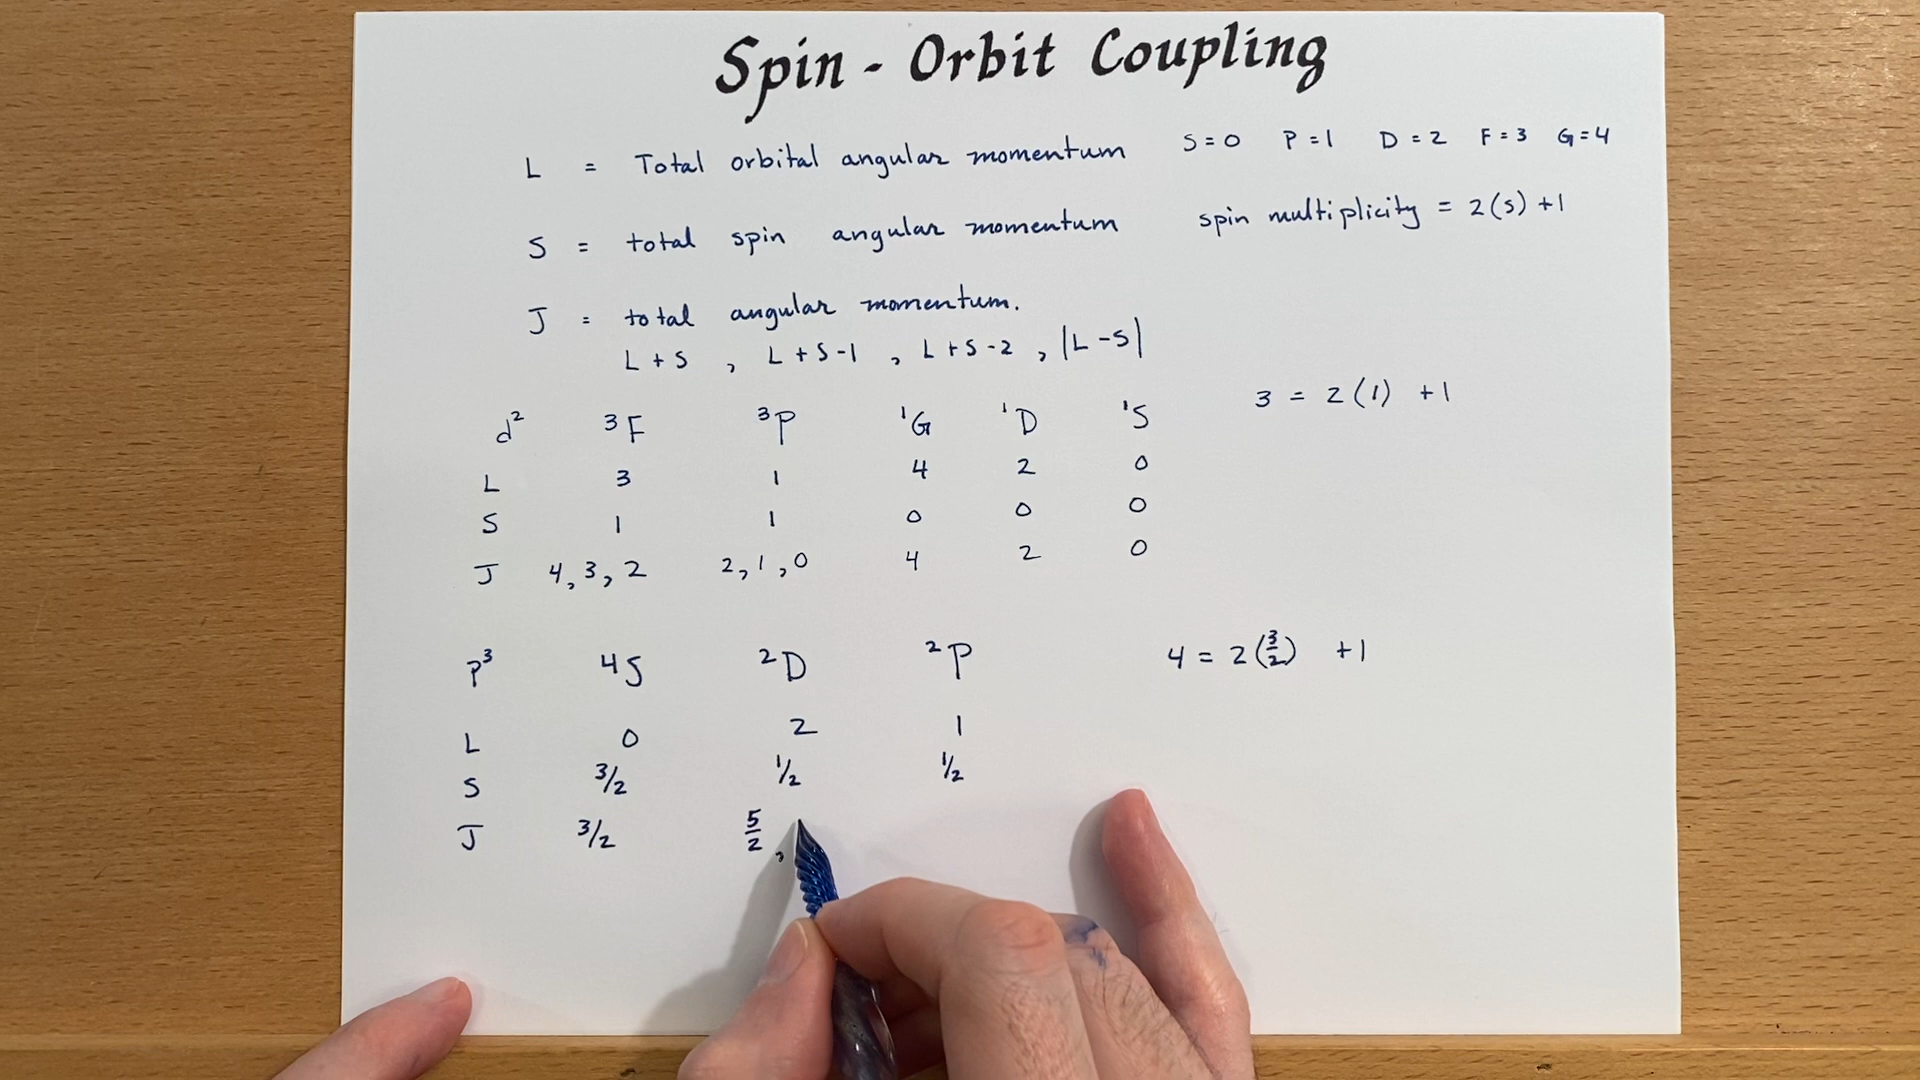 Spin - Orbit Coupling
L = Total orbital angular momentum S = 0 P = 1 D = 2 F = 3 G = 4
S = total spin angular momentum spin multiplicity = 2(s) +1
J = total angular momentum.
L + S , L + S - 1 , L + S - 2 , |L - S|
3 = 2(1) +1
d² ³F ³P ¹G ¹D ¹S
L 3 1 4 2 0
S 1 1 0 0 0
J 4, 3, 2 2, 1, 0 4 2 0
p³ ⁴S ²D ²P 4 = 2(3/2) +1
L 0 2 1
S 3/2 1/2 1/2
J 3/2 5/2 ,